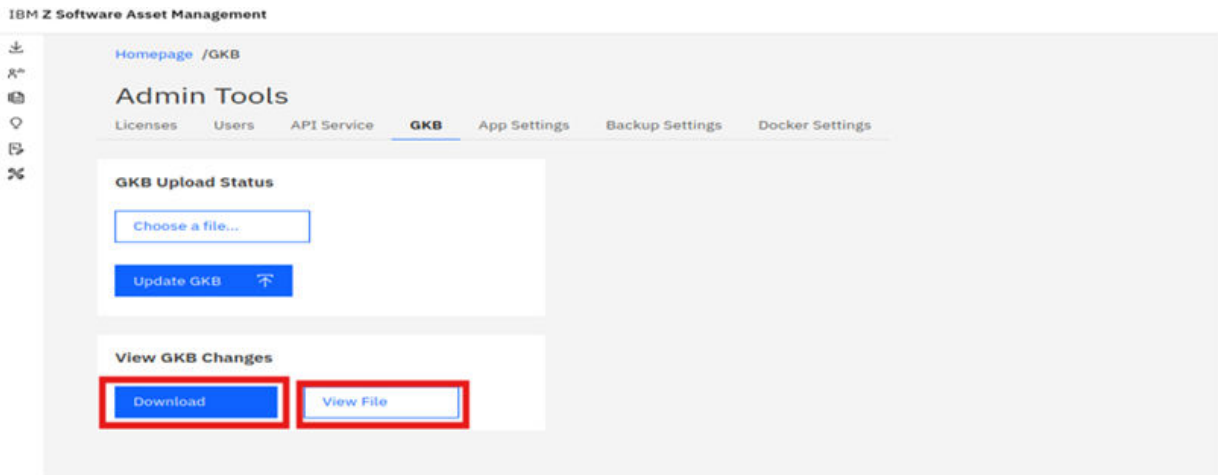 IBM Z Software Asset Management
Homepage /GKB
Admin Tools
Licenses Users API Service GKB App Settings Backup Settings Docker Settings
GKB Upload Status
Choose a file...
Update GKB
View GKB Changes
Download View File